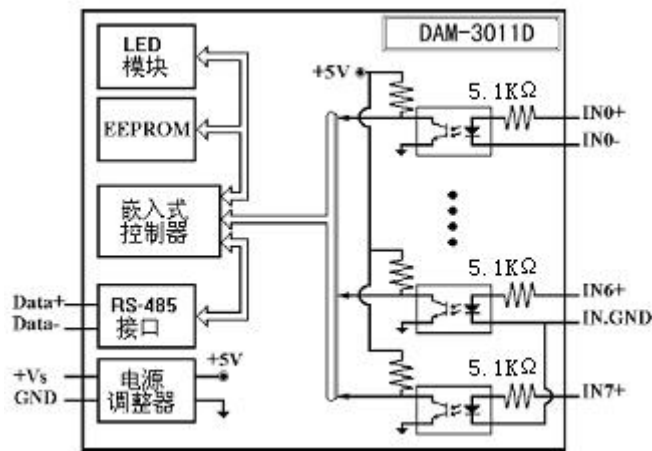 DAM-3011D
LED
模块
EEPROM
嵌入式
控制器
RS-485
接口
电源
调整器
Data+
Data-
+Vs
GND
+5V
+5V
5.1KΩ
IN0+
IN0-
5.1KΩ
IN6+
IN.GND
5.1KΩ
IN7+